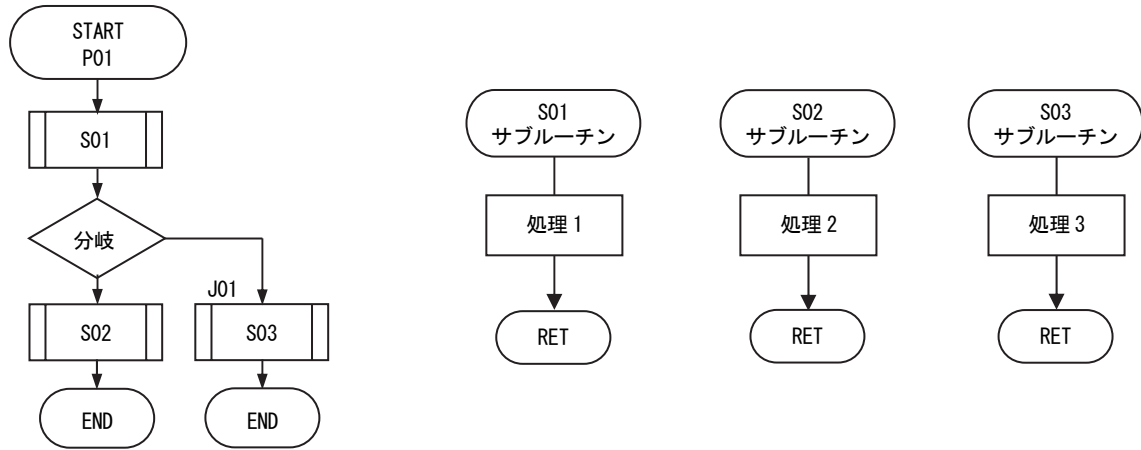 START
P01
S01
分岐
S02
END
J01
S03
END
S01
サブルーチン
処理1
RET
S02
サブルーチン
処理2
RET
S03
サブルーチン
処理3
RET